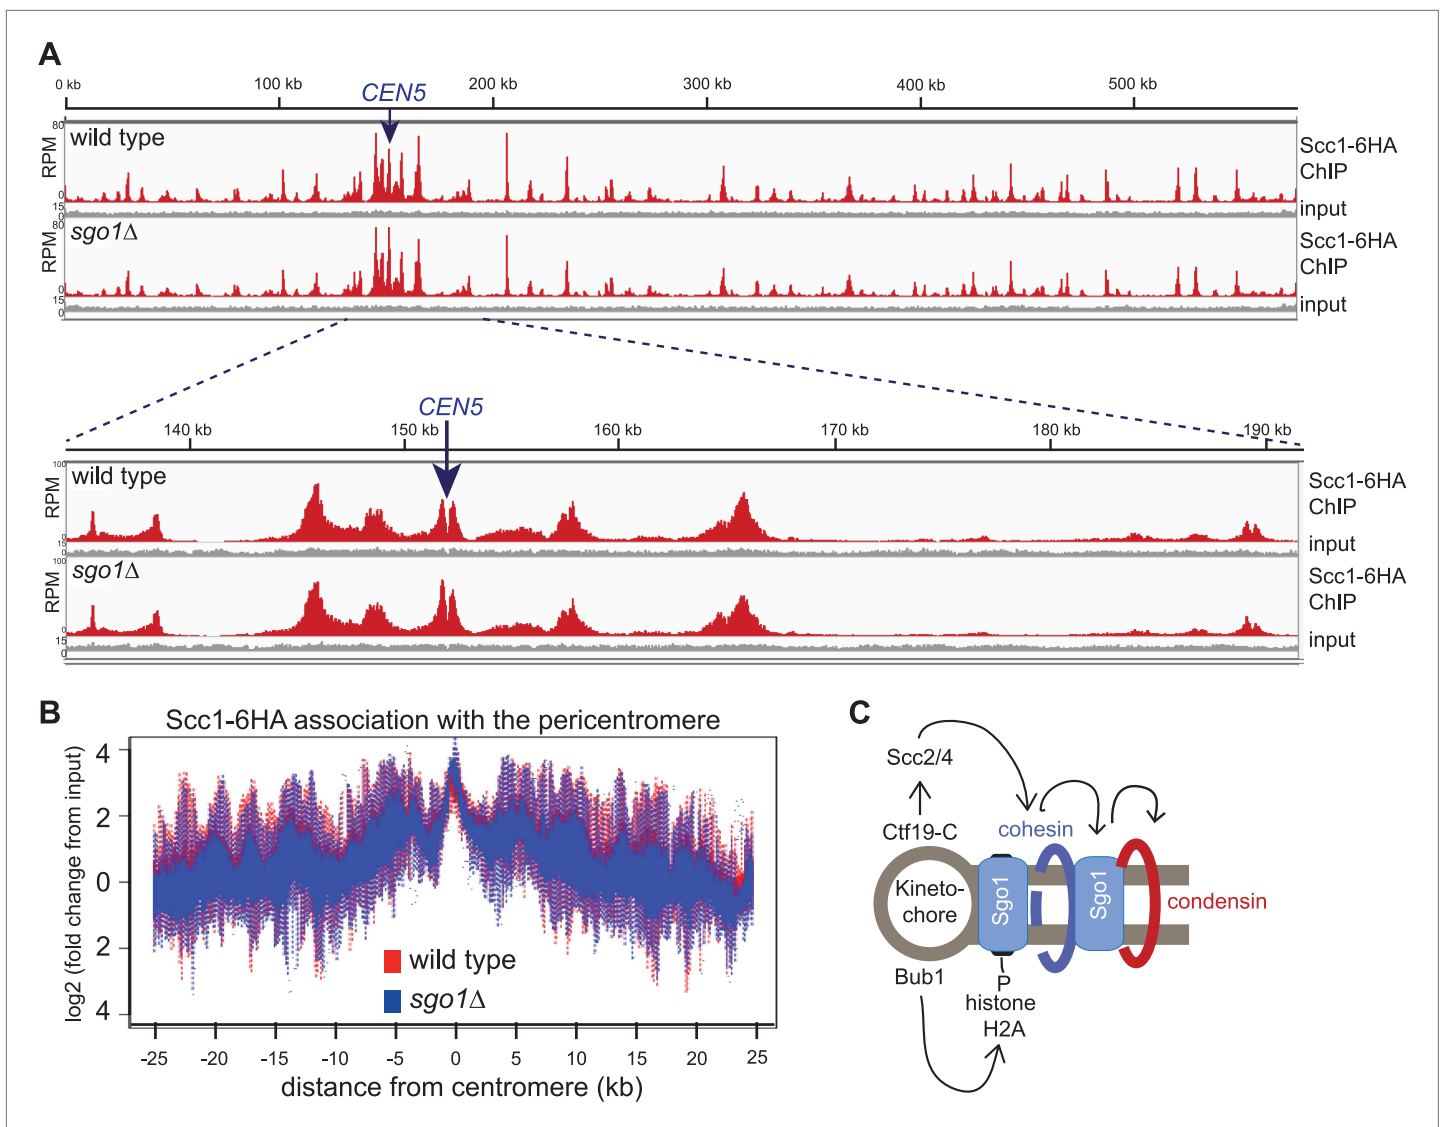 A
0 kb 100 kb 200 kb 300 kb 400 kb 500 kb
CEN5
80
RPM
0
wild type
Scc1-6HA
ChIP
15
0
input
80
RPM
0
sgo1Δ
Scc1-6HA
ChIP
15
0
input
CEN5
140 kb 150 kb 160 kb 170 kb 180 kb 190 kb
100
RPM
0
wild type
Scc1-6HA
ChIP
15
0
input
100
RPM
0
sgo1Δ
Scc1-6HA
ChIP
15
0
input
B
Scc1-6HA association with the pericentromere
log2 (fold change from input)
4
2
0
2
4
wild type
sgo1Δ
-25 -20 -15 -10 -5 0 5 10 15 20 25
distance from centromere (kb)
C
Scc2/4
Ctf19-C
cohesin
Kineto-
chore
Sgo1
Sgo1
condensin
Bub1
P
histone
H2A